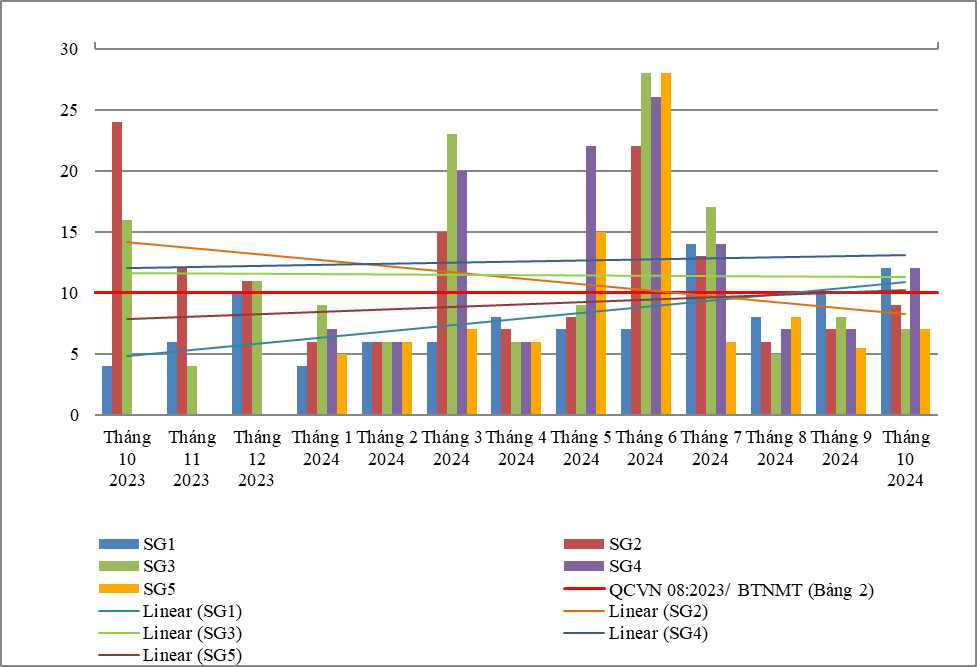 30
25
20
15
10
5
0
Tháng
10
2023
Tháng
11
2023
Tháng
12
2023
Tháng 1
2024
Tháng 2
2024
Tháng 3
2024
Tháng 4
2024
Tháng 5
2024
Tháng 6
2024
Tháng 7
2024
Tháng 8
2024
Tháng 9
2024
Tháng
10
2024
SG1
SG2
SG3
SG4
SG5
QCVN 08:2023/ BTNMT (Bảng 2)
Linear (SG1)
Linear (SG2)
Linear (SG3)
Linear (SG4)
Linear (SG5)